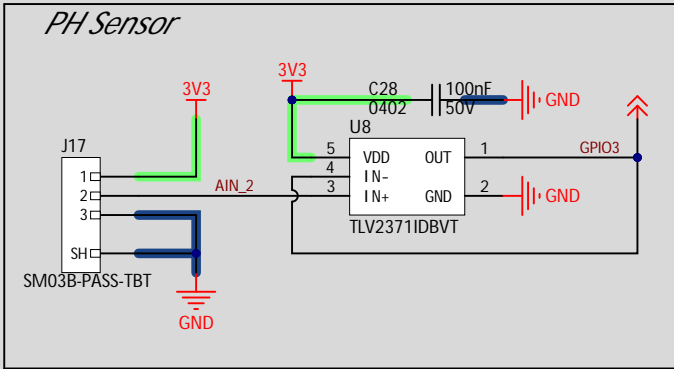 PH Sensor
3V3
3V3
C28 100nF
0402 50V
GND
J17
U8
1
2
3
SH
AIN_2
5 VDD OUT 1
4 IN-
3 IN+ GND 2
GPIO3
GND
TLV2371IDBVT
SM03B-PASS-TBT
GND